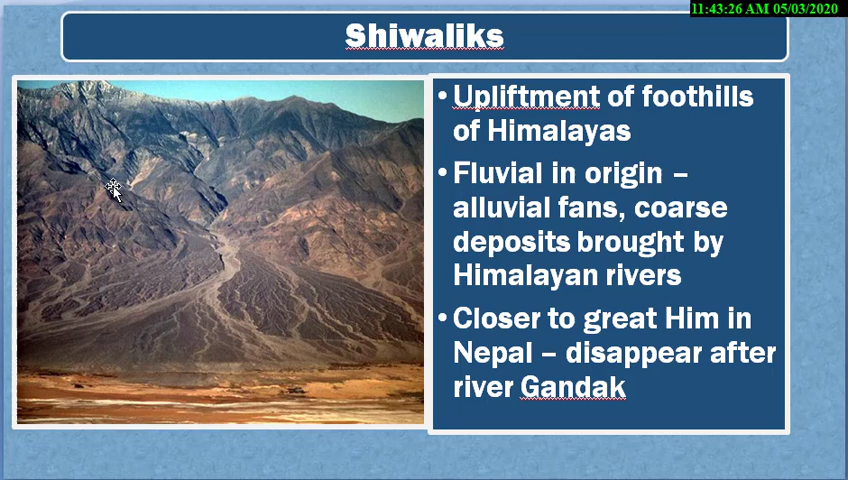 11:43:26 AM 05/03/2020
Shiwaliks
• Upliftment of foothills
of Himalayas
• Fluvial in origin –
alluvial fans, coarse
deposits brought by
Himalayan rivers
• Closer to great Him in
Nepal – disappear after
river Gandak